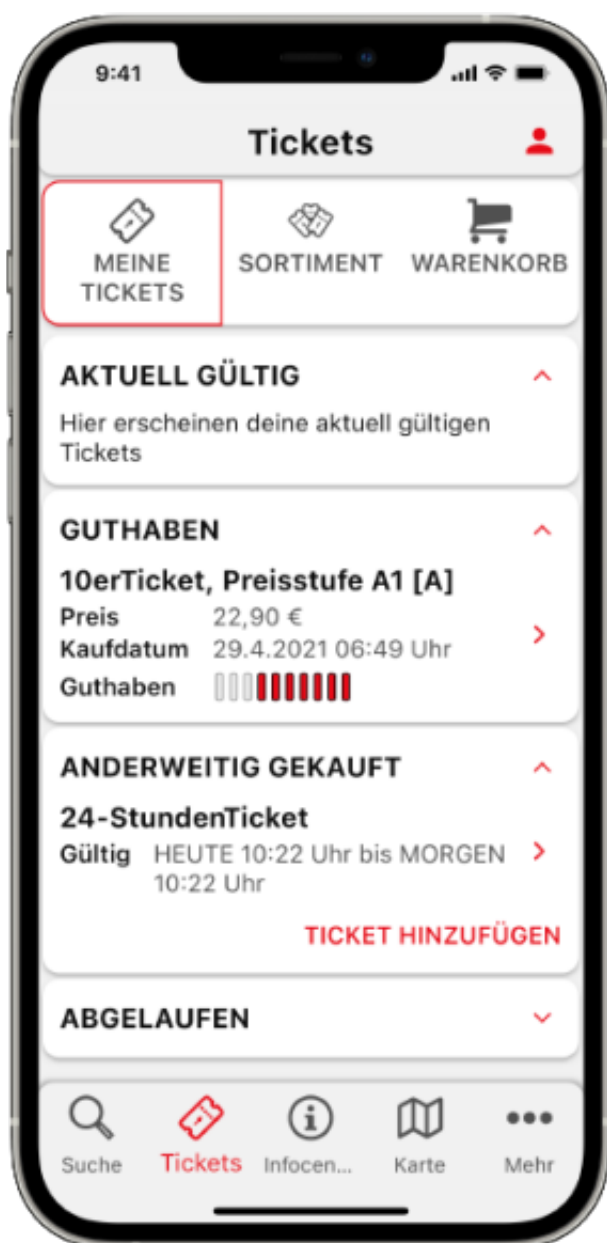 9:41
Tickets
MEINE
TICKETS
SORTIMENT
WARENKORB
AKTUELL GÜLTIG
Hier erscheinen deine aktuell gültigen
Tickets
GUTHABEN
10erTicket, Preisstufe A1 [A]
Preis 22,90 €
Kaufdatum 29.4.2021 06:49 Uhr
Guthaben
ANDERWEITIG GEKAUFT
24-StundenTicket
Gültig HEUTE 10:22 Uhr bis MORGEN
10:22 Uhr
TICKET HINZUFÜGEN
ABGELAUFEN
Suche Tickets Infocen... Karte Mehr